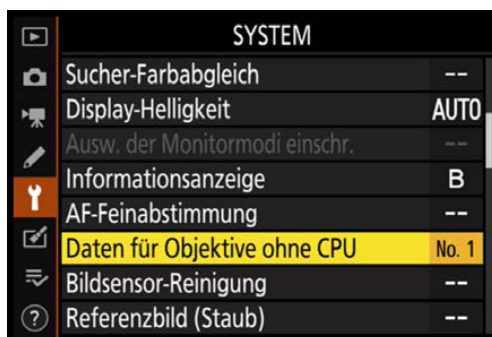 SYSTEM
Sucher-Farbabgleich --
Display-Helligkeit AUTO
Ausw. der Monitormodi einschr. --
Informationsanzeige B
AF-Feinabstimmung --
Daten für Objektive ohne CPU No. 1
Bildsensor-Reinigung --
Referenzbild (Staub) --
?